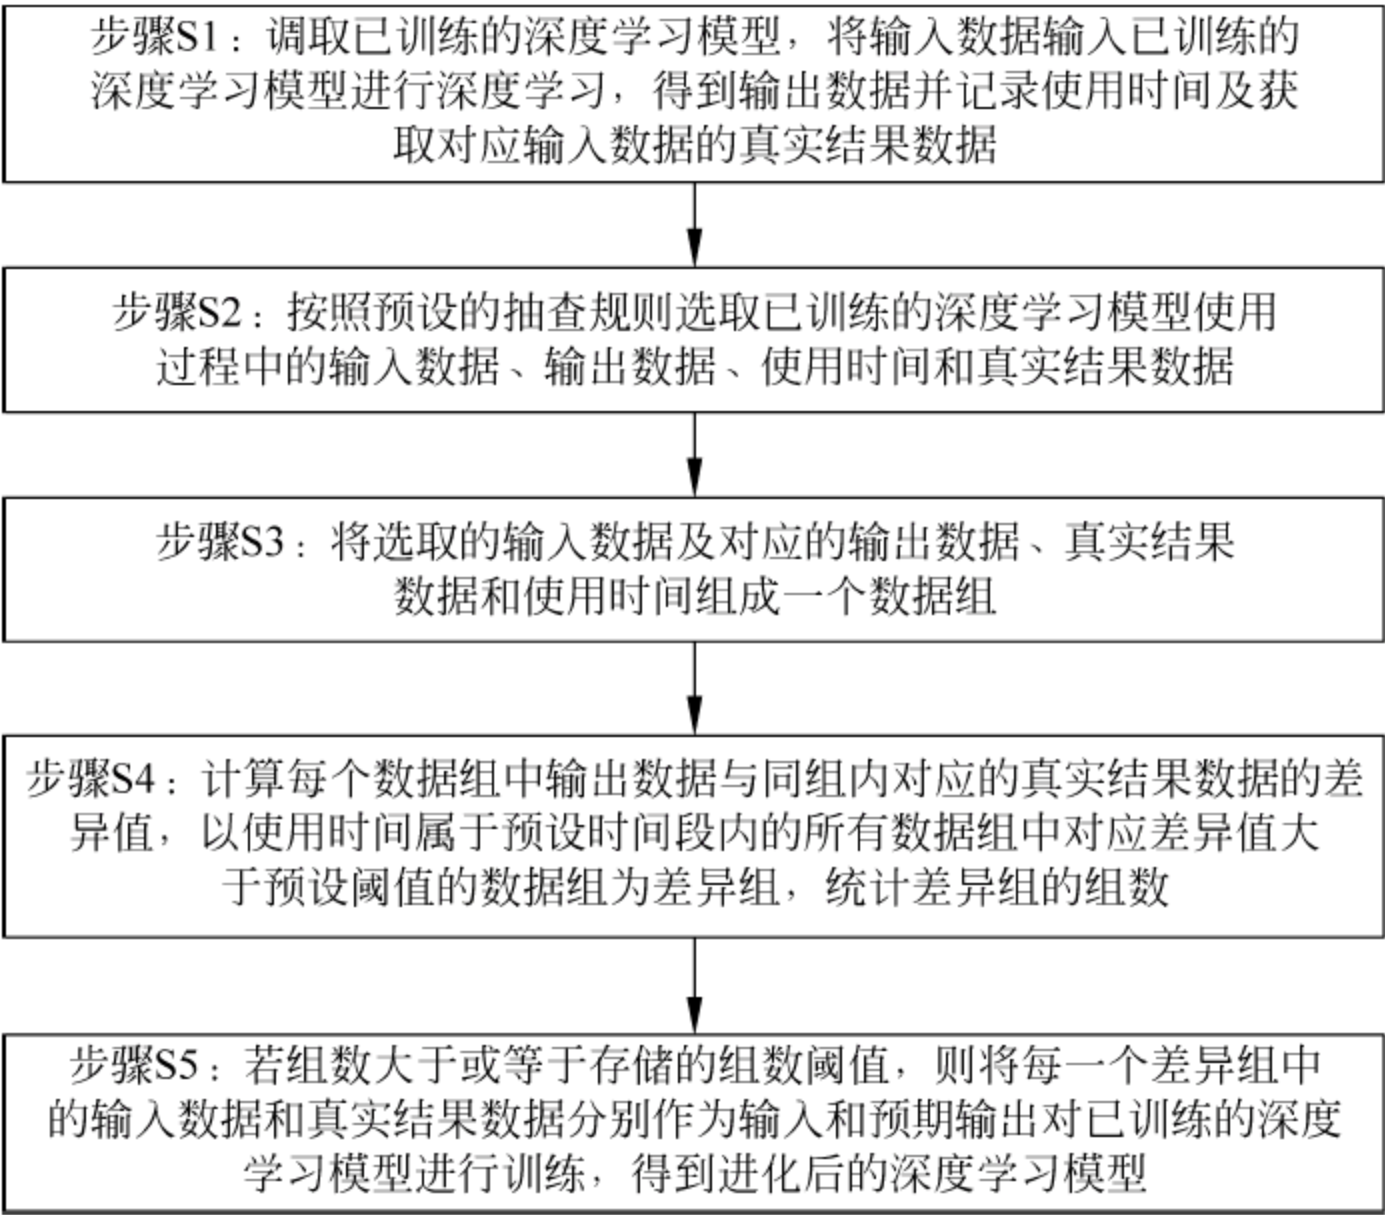 步骤S1：调取已训练的深度学习模型，将输入数据输入已训练的
深度学习模型进行深度学习，得到输出数据并记录使用时间及获
取对应输入数据的真实结果数据
步骤S2：按照预设的抽查规则选取已训练的深度学习模型使用
过程中的输入数据、输出数据、使用时间和真实结果数据
步骤S3：将选取的输入数据及对应的输出数据、真实结果
数据和使用时间组成一个数据组
步骤S4：计算每个数据组中输出数据与同组内对应的真实结果数据的差
异值，以使用时间属于预设时间段内的所有数据组中对应差异值大
于预设阈值的数据组为差异组，统计差异组的组数
步骤S5：若组数大于或等于存储的组数阈值，则将每一个差异组中
的输入数据和真实结果数据分别作为输入和预期输出对已训练的深度
学习模型进行训练，得到进化后的深度学习模型